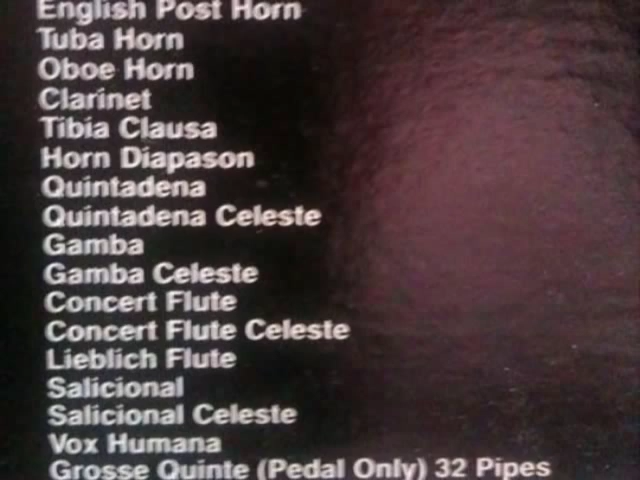 English Post Horn
Tuba Horn
Oboe Horn
Clarinet
Tibia Clausa
Horn Diapason
Quintadena
Quintadena Celeste
Gamba
Gamba Celeste
Concert Flute
Concert Flute Celeste
Lieblich Flute
Salicional
Salicional Celeste
Vox Humana
Grosse Quinte (Pedal Only) 32 Pipes